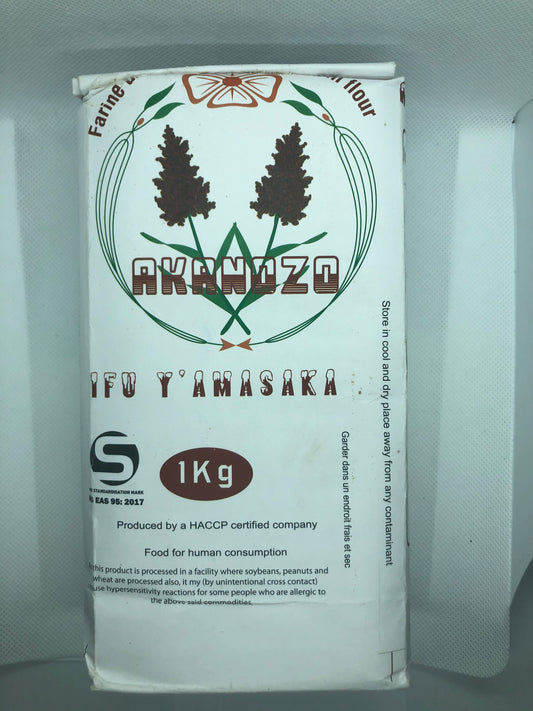 Farine
flour
AKANOZO
IFU Y'AMASAKA
S
STANDARDISATION MARK
EAS 95: 2017
1Kg
Produced by a HACCP certified company
Food for human consumption
this product is processed in a facility where soybeans, peanuts and
wheat are processed also, it my (by unintentional cross contact)
use hypersensitivity reactions for some people who are allergic to
the above said commodities.
Garder dans un endroit frais et sec
Store in cool and dry place away from any contaminant